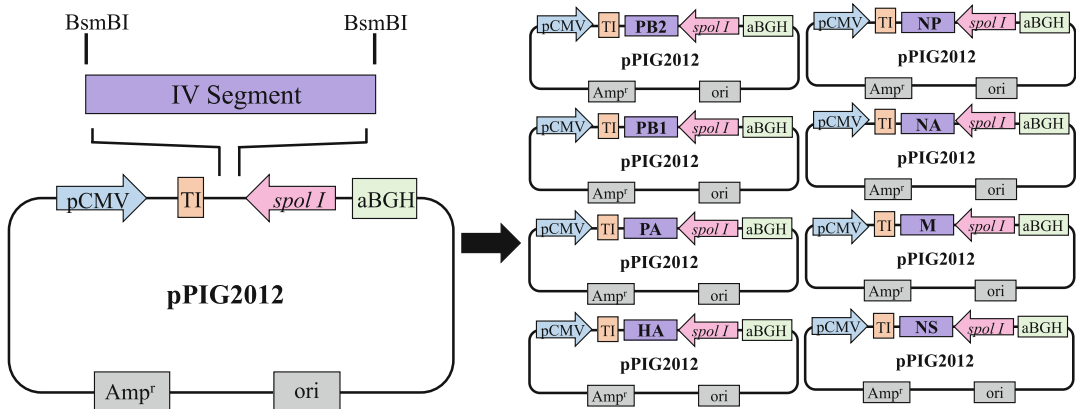 BsmBI BsmBI
IV Segment
pCMV TI spol I aBGH
pPIG2012
Ampʳ ori
pCMV TI PB2 spol I aBGH
pPIG2012
Ampʳ ori
pCMV TI NP spol I aBGH
pPIG2012
Ampʳ ori
pCMV TI PB1 spol I aBGH
pPIG2012
Ampʳ ori
pCMV TI NA spol I aBGH
pPIG2012
Ampʳ ori
pCMV TI PA spol I aBGH
pPIG2012
Ampʳ ori
pCMV TI M spol I aBGH
pPIG2012
Ampʳ ori
pCMV TI HA spol I aBGH
pPIG2012
Ampʳ ori
pCMV TI NS spol I aBGH
pPIG2012
Ampʳ ori